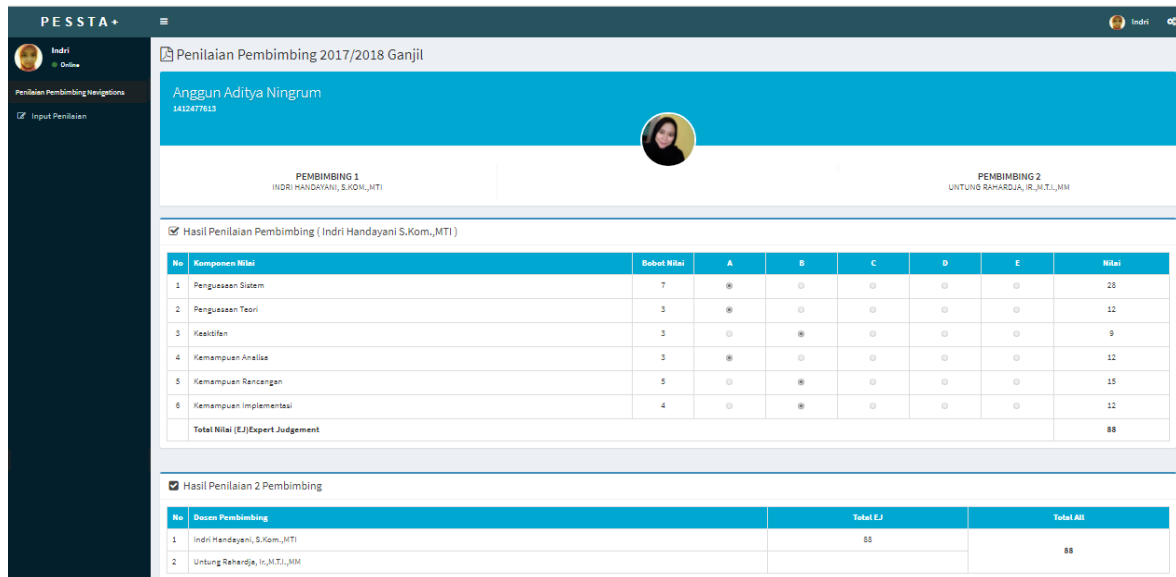 PESSTA+
Indri
Indri
Online
Penilaian Pembimbing 2017/2018 Ganjil
Penilaian Pembimbing Navigations
Input Penilaian
Anggun Aditya Ningrum
1412477613
PEMBIMBING 1
INDRI HANDAYANI, S.KOM.,MTI
PEMBIMBING 2
UNTUNG RAHARDJA, IR.,M.T.I.,MM
Hasil Penilaian Pembimbing ( Indri Handayani S.Kom.,MTI )
No Komponen Nilai Bobot Nilai A B C D E Nilai
1 Penguasaan Sistem 7 28
2 Penguasaan Teori 3 12
3 Keaktifan 3 9
4 Kemampuan Analisa 3 12
5 Kemampuan Rancangan 5 15
6 Kemampuan Implementasi 4 12
Total Nilai (EJ)Expert Judgement 88
Hasil Penilaian 2 Pembimbing
No Dosen Pembimbing Total EJ Total All
1 Indri Handayani, S.Kom.,MTI 88
88
2 Untung Rahardja, Ir.,M.T.I.,MM